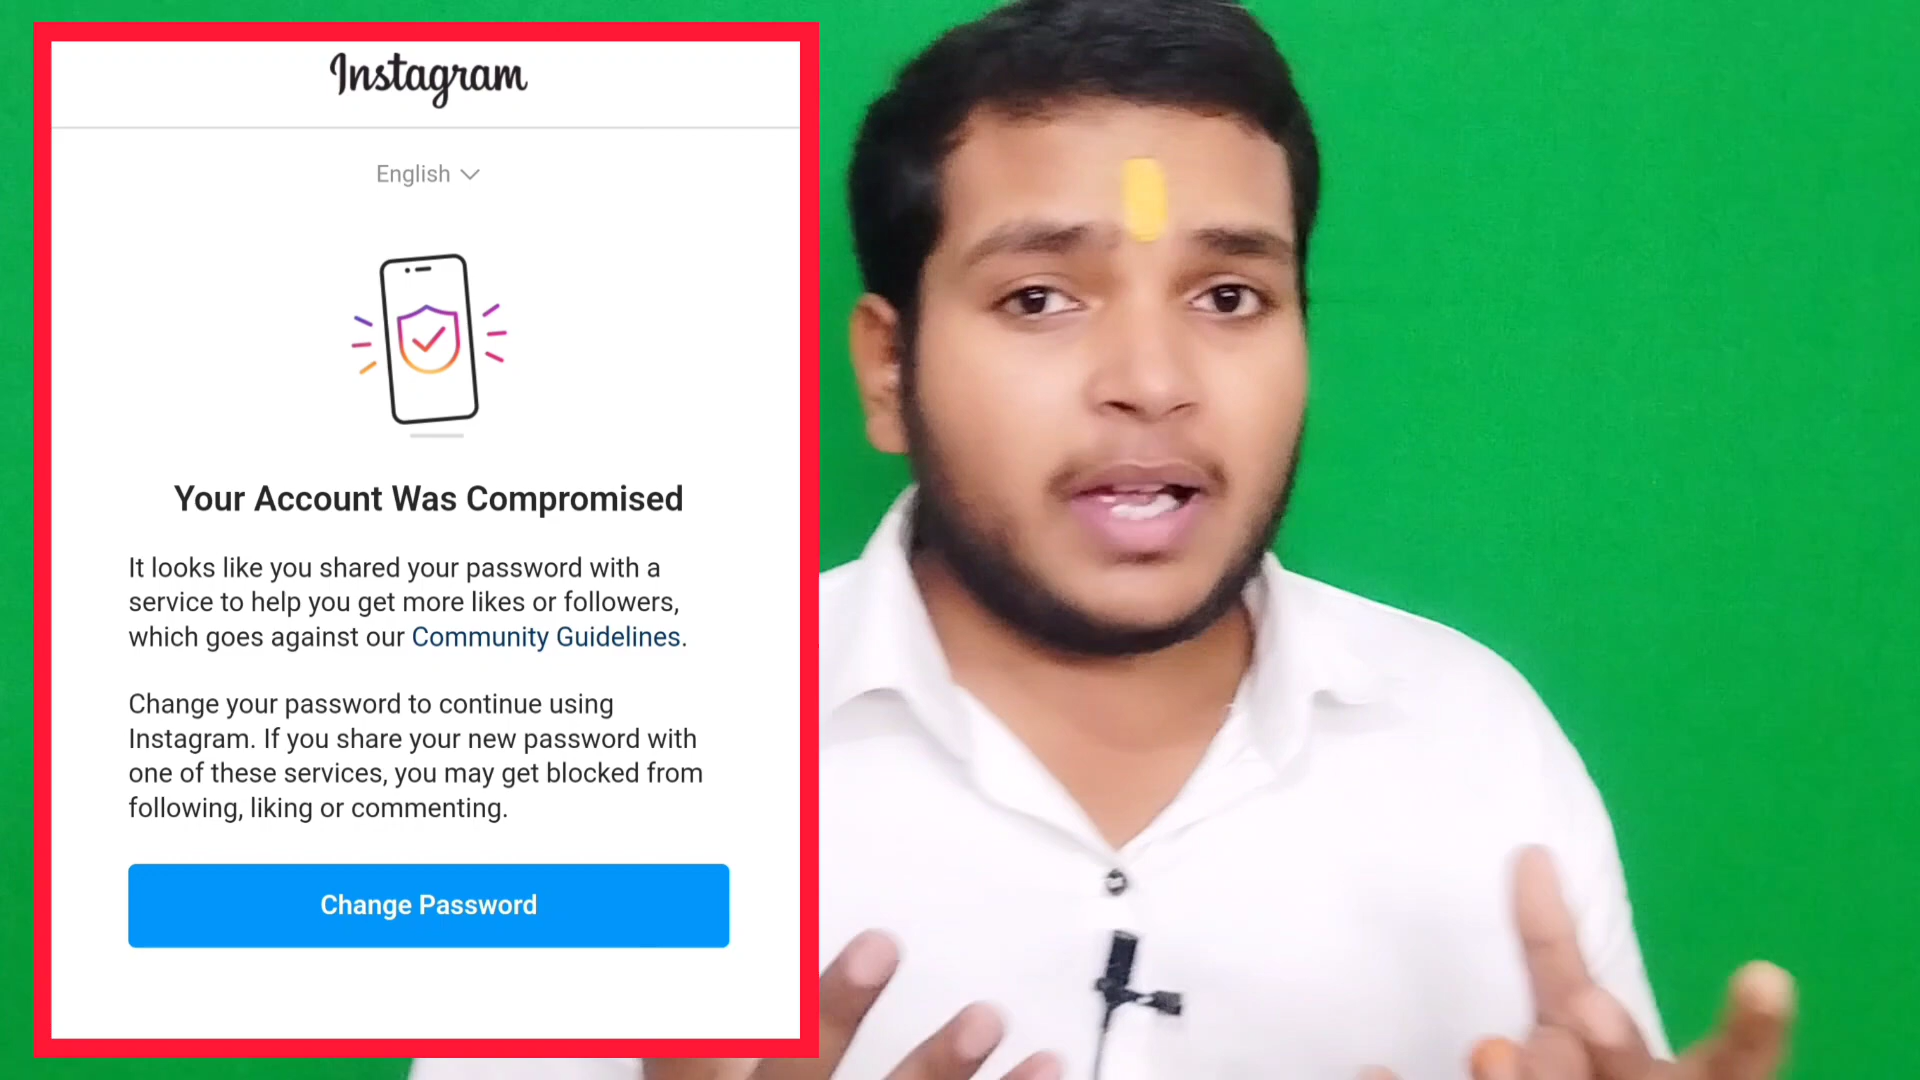 Instagram
English
Your Account Was Compromised
It looks like you shared your password with a
service to help you get more likes or followers,
which goes against our Community Guidelines.
Change your password to continue using
Instagram. If you share your new password with
one of these services, you may get blocked from
following, liking or commenting.
Change Password